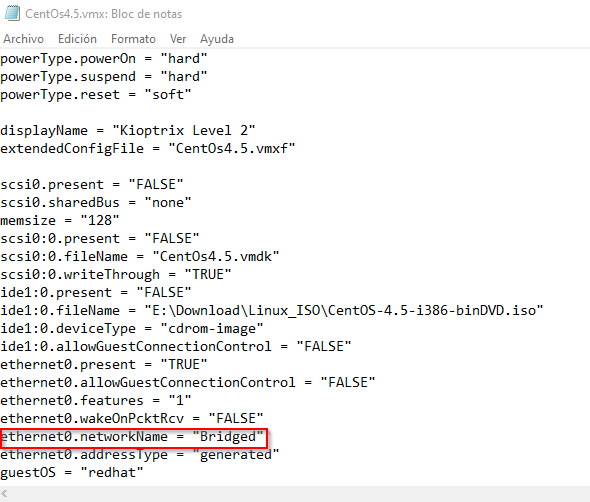 CentOs4.5.vmx: Bloc de notas
Archivo Edición Formato Ver Ayuda
powerType.powerOn = "hard"
powerType.suspend = "hard"
powerType.reset = "soft"
displayName = "Kioptrix Level 2"
extendedConfigFile = "CentOs4.5.vmxf"
scsi0.present = "FALSE"
scsi0.sharedBus = "none"
memsize = "128"
scsi0:0.present = "FALSE"
scsi0:0.fileName = "CentOs4.5.vmdk"
scsi0:0.writeThrough = "TRUE"
ide1:0.present = "FALSE"
ide1:0.fileName = "E:\Download\Linux_ISO\CentOS-4.5-i386-binDVD.iso"
ide1:0.deviceType = "cdrom-image"
ide1:0.allowGuestConnectionControl = "FALSE"
ethernet0.present = "TRUE"
ethernet0.allowGuestConnectionControl = "FALSE"
ethernet0.features = "1"
ethernet0.wakeOnPcktRcv = "FALSE"
ethernet0.networkName = "Bridged"
ethernet0.addressType = "generated"
guestOS = "redhat"